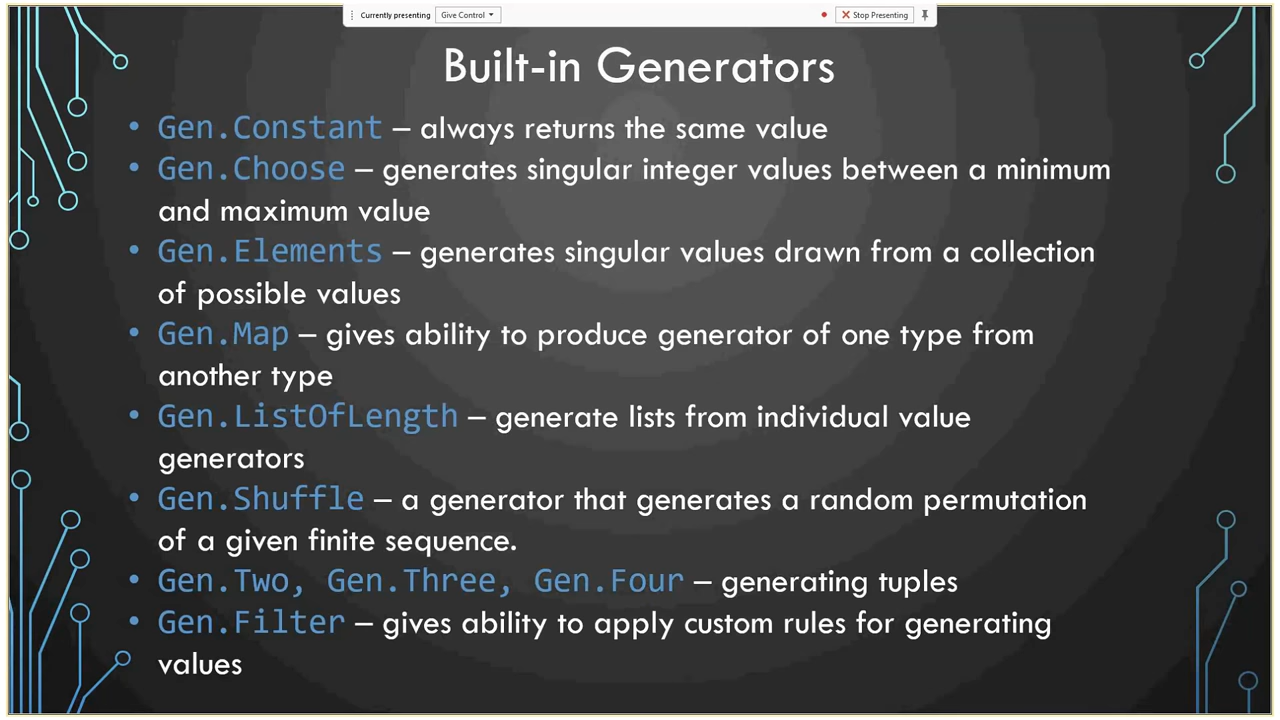 Currently presenting Give Control Stop Presenting
Built-in Generators
• Gen.Constant – always returns the same value
• Gen.Choose – generates singular integer values between a minimum
and maximum value
• Gen.Elements – generates singular values drawn from a collection
of possible values
• Gen.Map – gives ability to produce generator of one type from
another type
• Gen.ListOfLength – generate lists from individual value
generators
• Gen.Shuffle – a generator that generates a random permutation
of a given finite sequence.
• Gen.Two, Gen.Three, Gen.Four – generating tuples
• Gen.Filter – gives ability to apply custom rules for generating
values